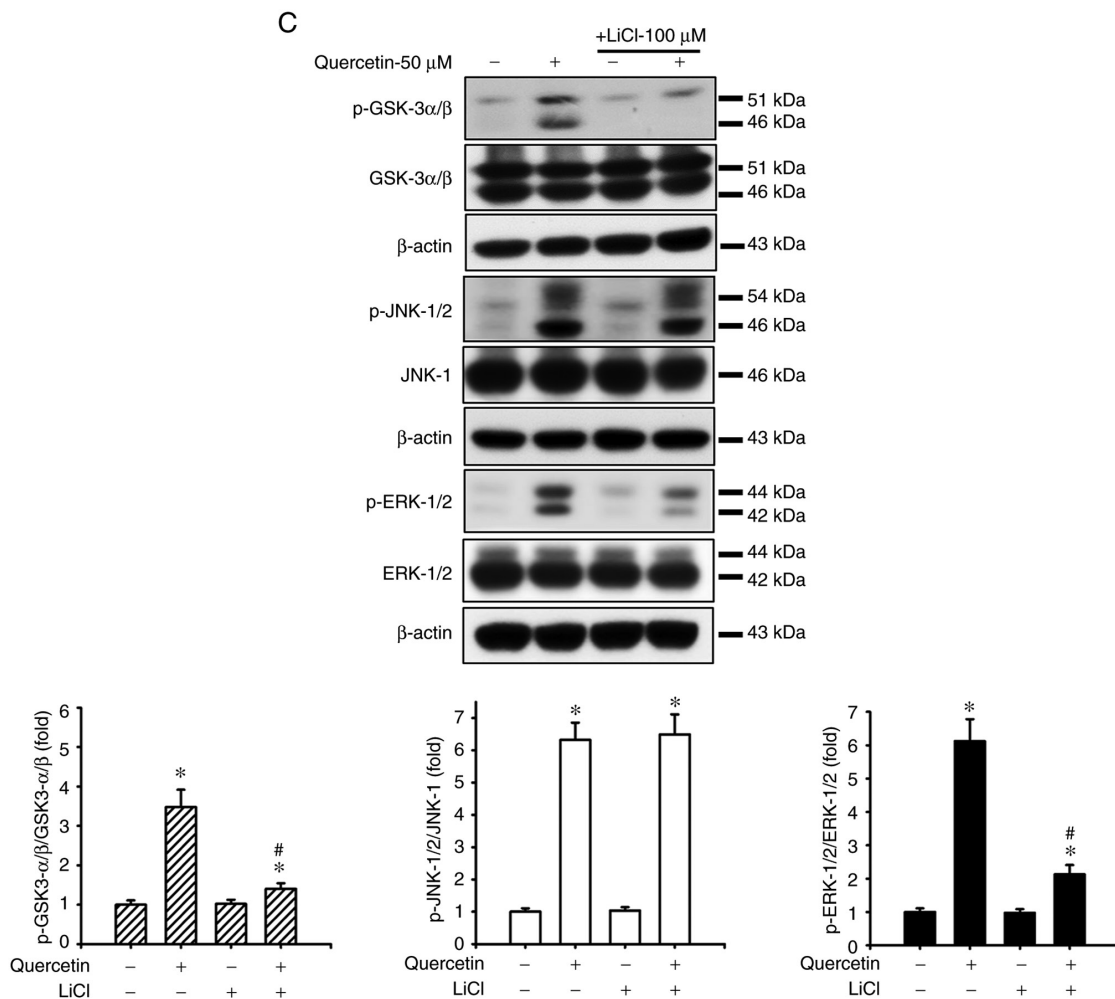 C
+LiCl-100 μM
Quercetin-50 μM – + – +
p-GSK-3α/β
51 kDa
46 kDa
GSK-3α/β
51 kDa
46 kDa
β-actin
43 kDa
p-JNK-1/2
54 kDa
46 kDa
JNK-1
46 kDa
β-actin
43 kDa
p-ERK-1/2
44 kDa
42 kDa
ERK-1/2
44 kDa
42 kDa
β-actin
43 kDa
p-GSK3-α/β/GSK3-α/β (fold)
6
5
4
3
2
1
0
*
#
*
Quercetin – + – +
LiCl – – + +
p-JNK-1/2/JNK-1 (fold)
7
6
5
4
3
2
1
0
*
*
Quercetin – + – +
LiCl – – + +
p-ERK-1/2/ERK-1/2 (fold)
7
6
5
4
3
2
1
0
*
#
*
Quercetin – + – +
LiCl – – + +